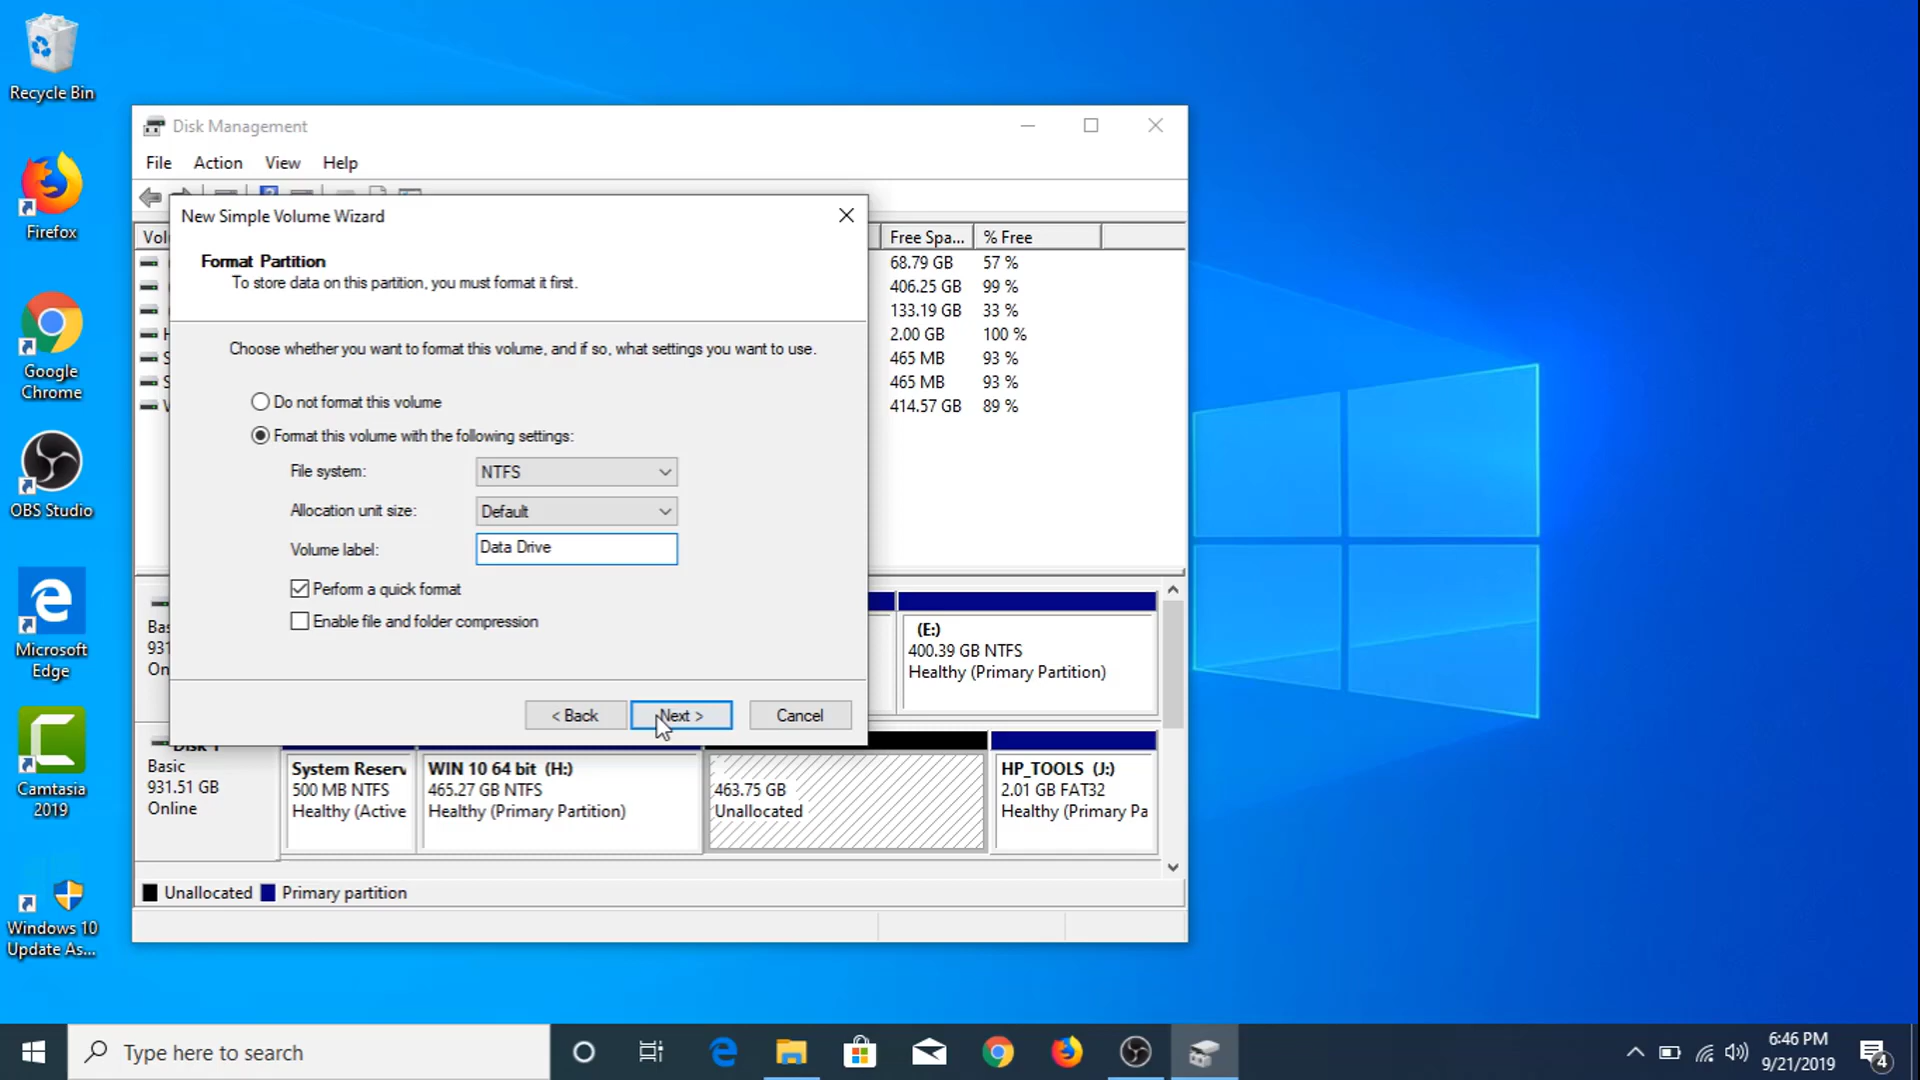 Recycle Bin
Firefox
Google
Chrome
OBS Studio
Microsoft
Edge
Camtasia
2019
Windows 10
Update As...
Disk Management
File Action View Help
New Simple Volume Wizard
Format Partition
To store data on this partition, you must format it first.
Choose whether you want to format this volume, and if so, what settings you want to use.
Do not format this volume
Format this volume with the following settings:
File system: NTFS
Allocation unit size: Default
Volume label: Data Drive
Perform a quick format
Enable file and folder compression
< Back Next > Cancel
Free Spa... % Free
68.79 GB 57 %
406.25 GB 99 %
133.19 GB 33 %
2.00 GB 100 %
465 MB 93 %
465 MB 93 %
414.57 GB 89 %
(E:)
400.39 GB NTFS
Healthy (Primary Partition)
Basic
931.51 GB
Online
System Reserv
500 MB NTFS
Healthy (Active
WIN 10 64 bit (H:)
465.27 GB NTFS
Healthy (Primary Partition)
463.75 GB
Unallocated
HP_TOOLS (J:)
2.01 GB FAT32
Healthy (Primary Pa
Unallocated Primary partition
Type here to search
6:46 PM
9/21/2019
4